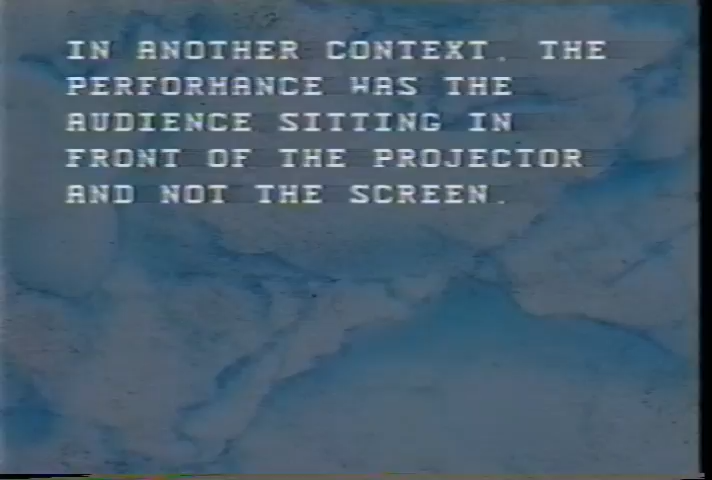 IN ANOTHER CONTEXT, THE
PERFORMANCE WAS THE
AUDIENCE SITTING IN
FRONT OF THE PROJECTOR
AND NOT THE SCREEN.